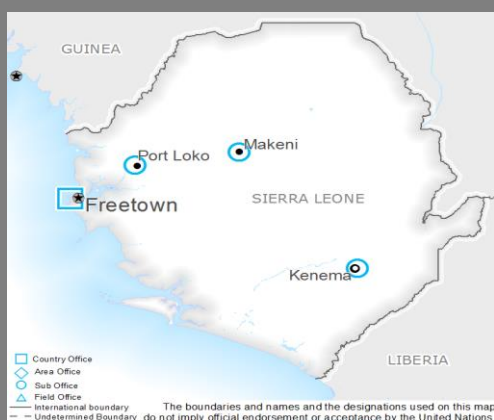 GUINEA
Makeni
Port Loko
SIERRA LEONE
Freetown
Kenema
LIBERIA
Country Office
Area Office
Sub Office
Field Office
International boundary
Undetermined Boundary
The boundaries and names and the designations used on this map
do not imply official endorsement or acceptance by the United Nations